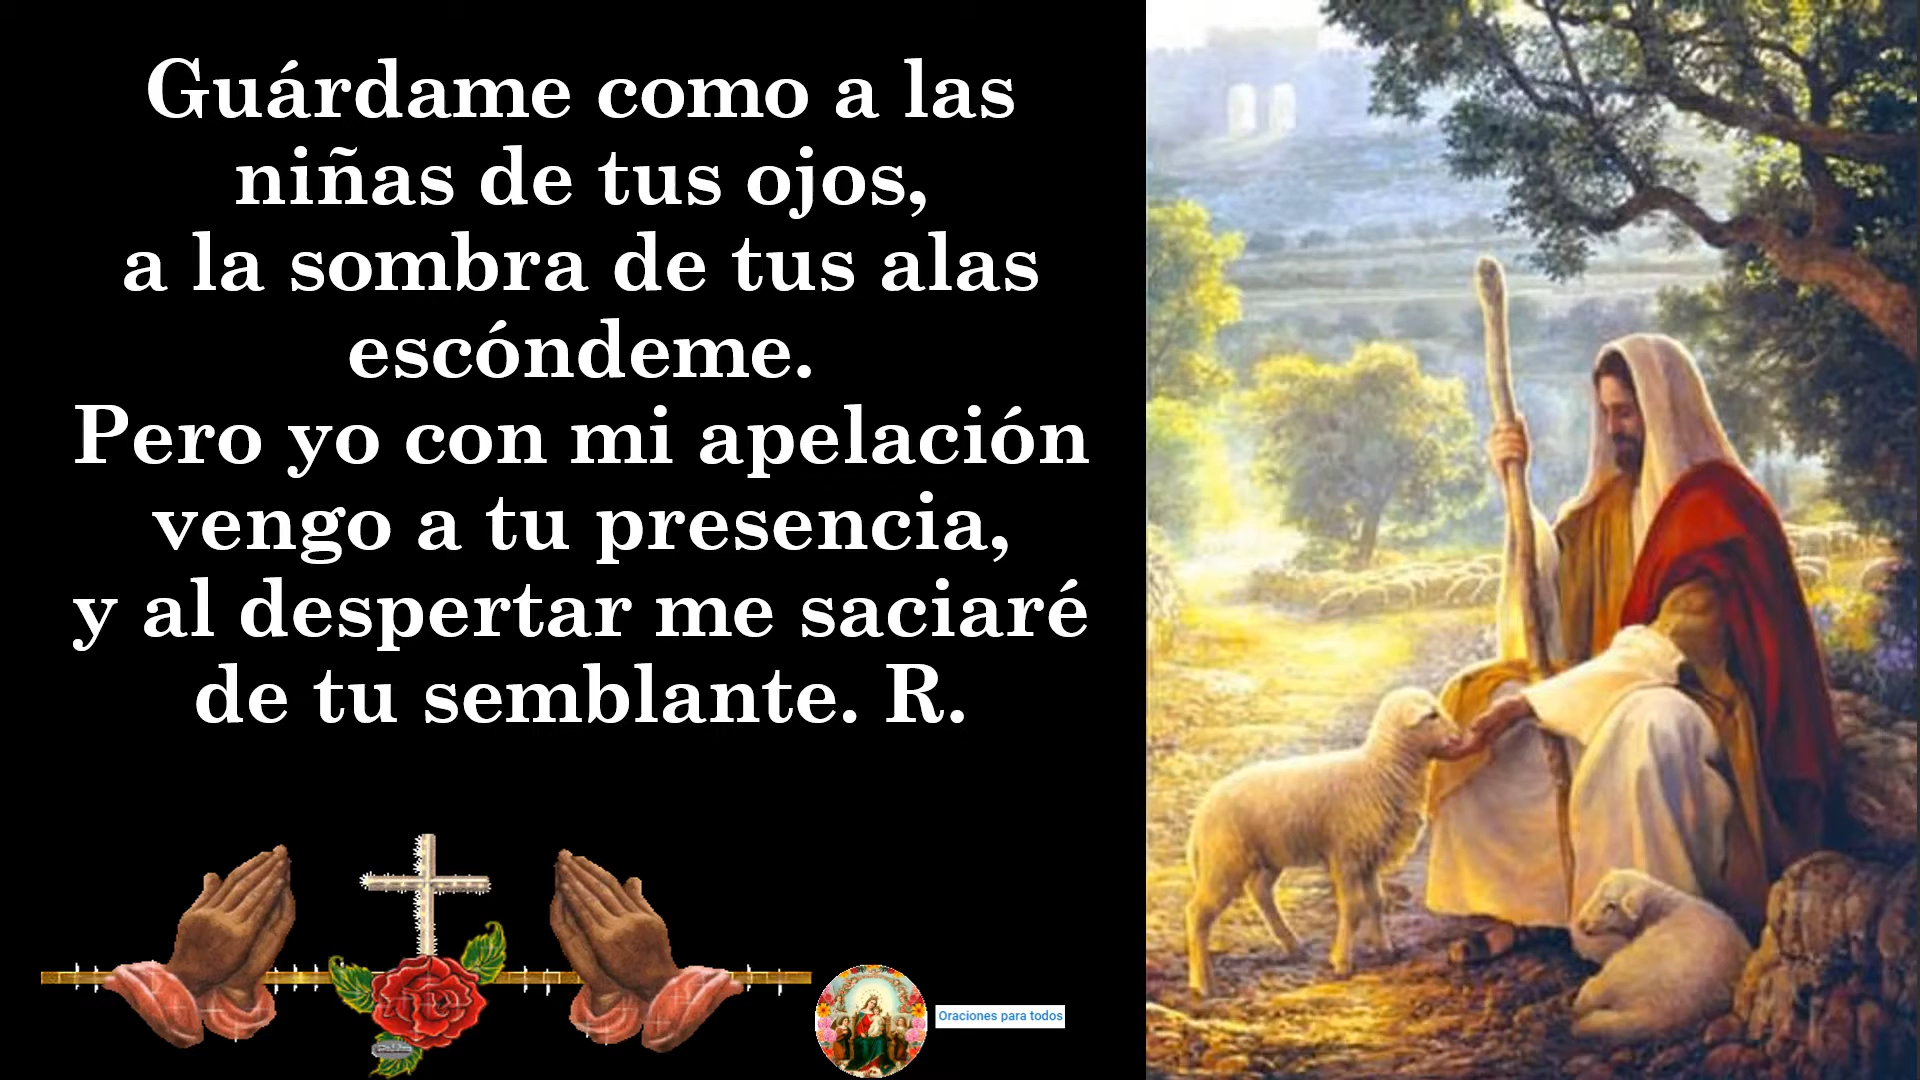 Guárdame como a las
niñas de tus ojos,
a la sombra de tus alas
escóndeme.
Pero yo con mi apelación
vengo a tu presencia,
y al despertar me saciaré
de tu semblante. R.
Oraciones para todos